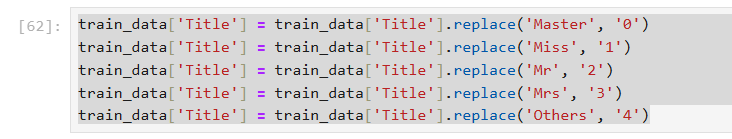 [62]: train_data['Title'] = train_data['Title'].replace('Master', '0')
train_data['Title'] = train_data['Title'].replace('Miss', '1')
train_data['Title'] = train_data['Title'].replace('Mr', '2')
train_data['Title'] = train_data['Title'].replace('Mrs', '3')
train_data['Title'] = train_data['Title'].replace('Others', '4')